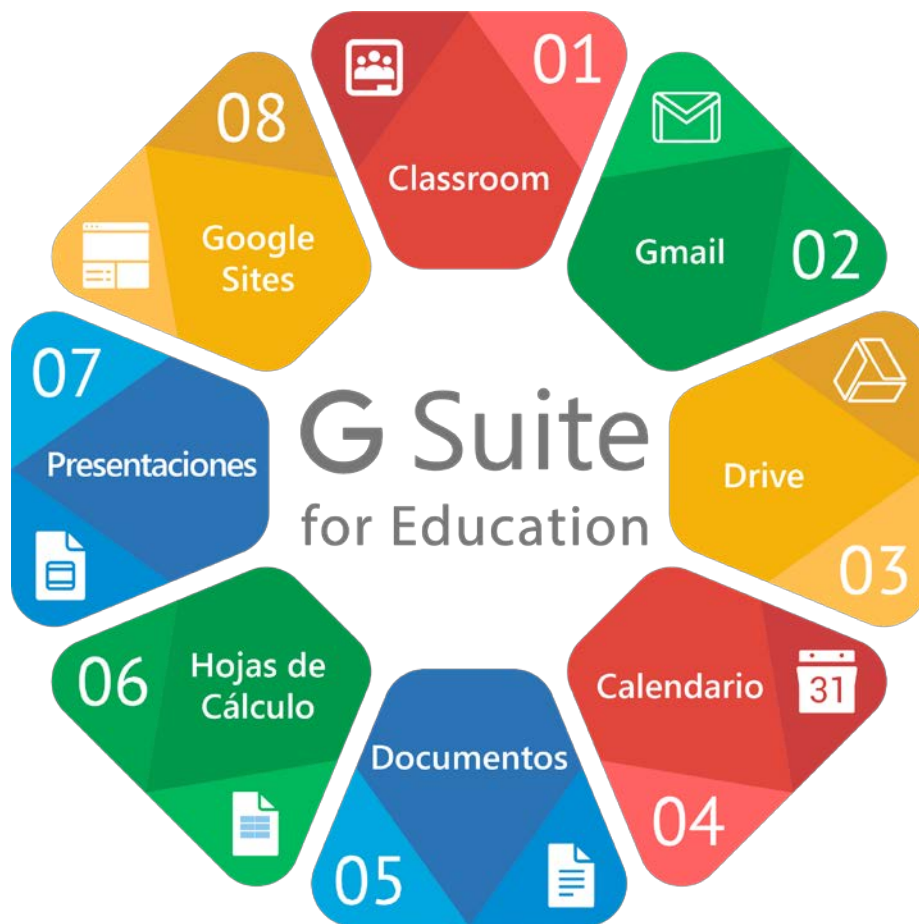 G Suite
for Education
01
Classroom
02
Gmail
03
Drive
04
Calendario
31
05
Documentos
06
Hojas de
Cálculo
07
Presentaciones
08
Google
Sites